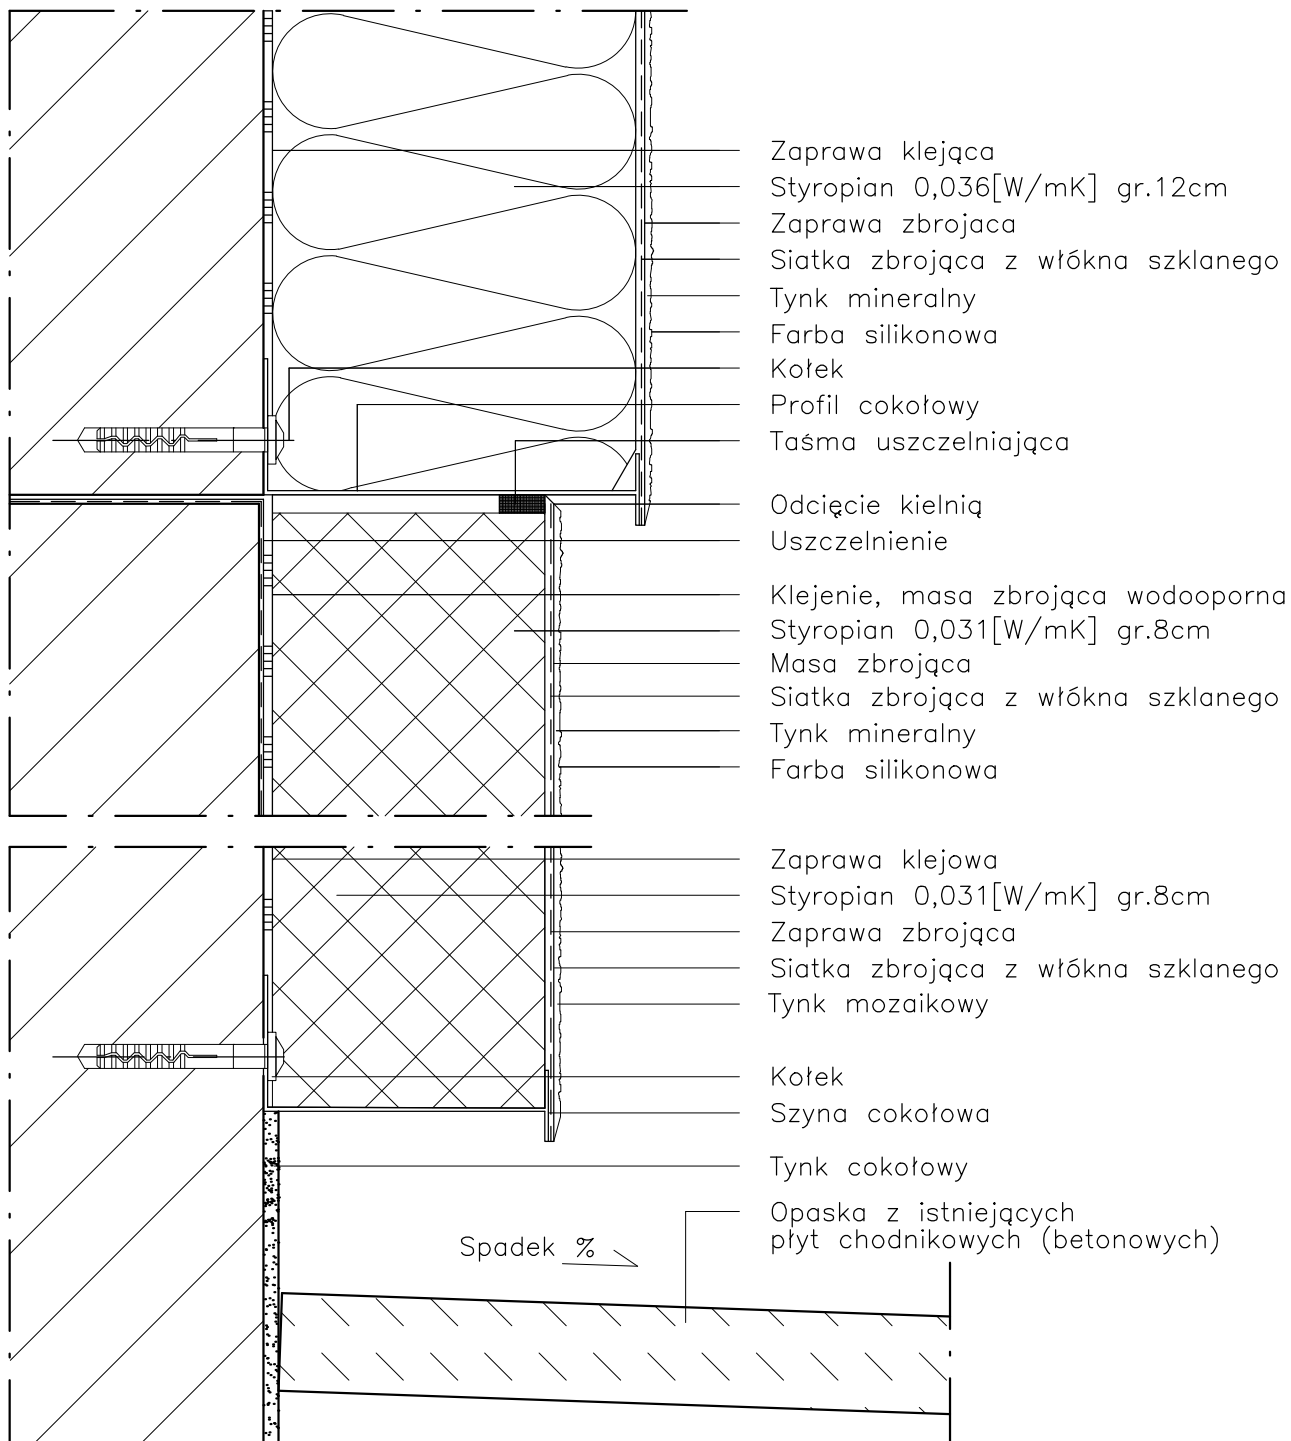 Zaprawa klejąca
Styropian 0,036[W/mK] gr.12cm
Zaprawa zbrojaca
Siatka zbrojąca z włókna szklanego
Tynk mineralny
Farba silikonowa
Kołek
Profil cokołowy
Taśma uszczelniająca
Odcięcie kielnią
Uszczelnienie
Klejenie, masa zbrojąca wodooporna
Styropian 0,031[W/mK] gr.8cm
Masa zbrojąca
Siatka zbrojąca z włókna szklanego
Tynk mineralny
Farba silikonowa
Zaprawa klejowa
Styropian 0,031[W/mK] gr.8cm
Zaprawa zbrojąca
Siatka zbrojąca z włókna szklanego
Tynk mozaikowy
Kołek
Szyna cokołowa
Tynk cokołowy
Opaska z istniejących
płyt chodnikowych (betonowych)
Spadek %